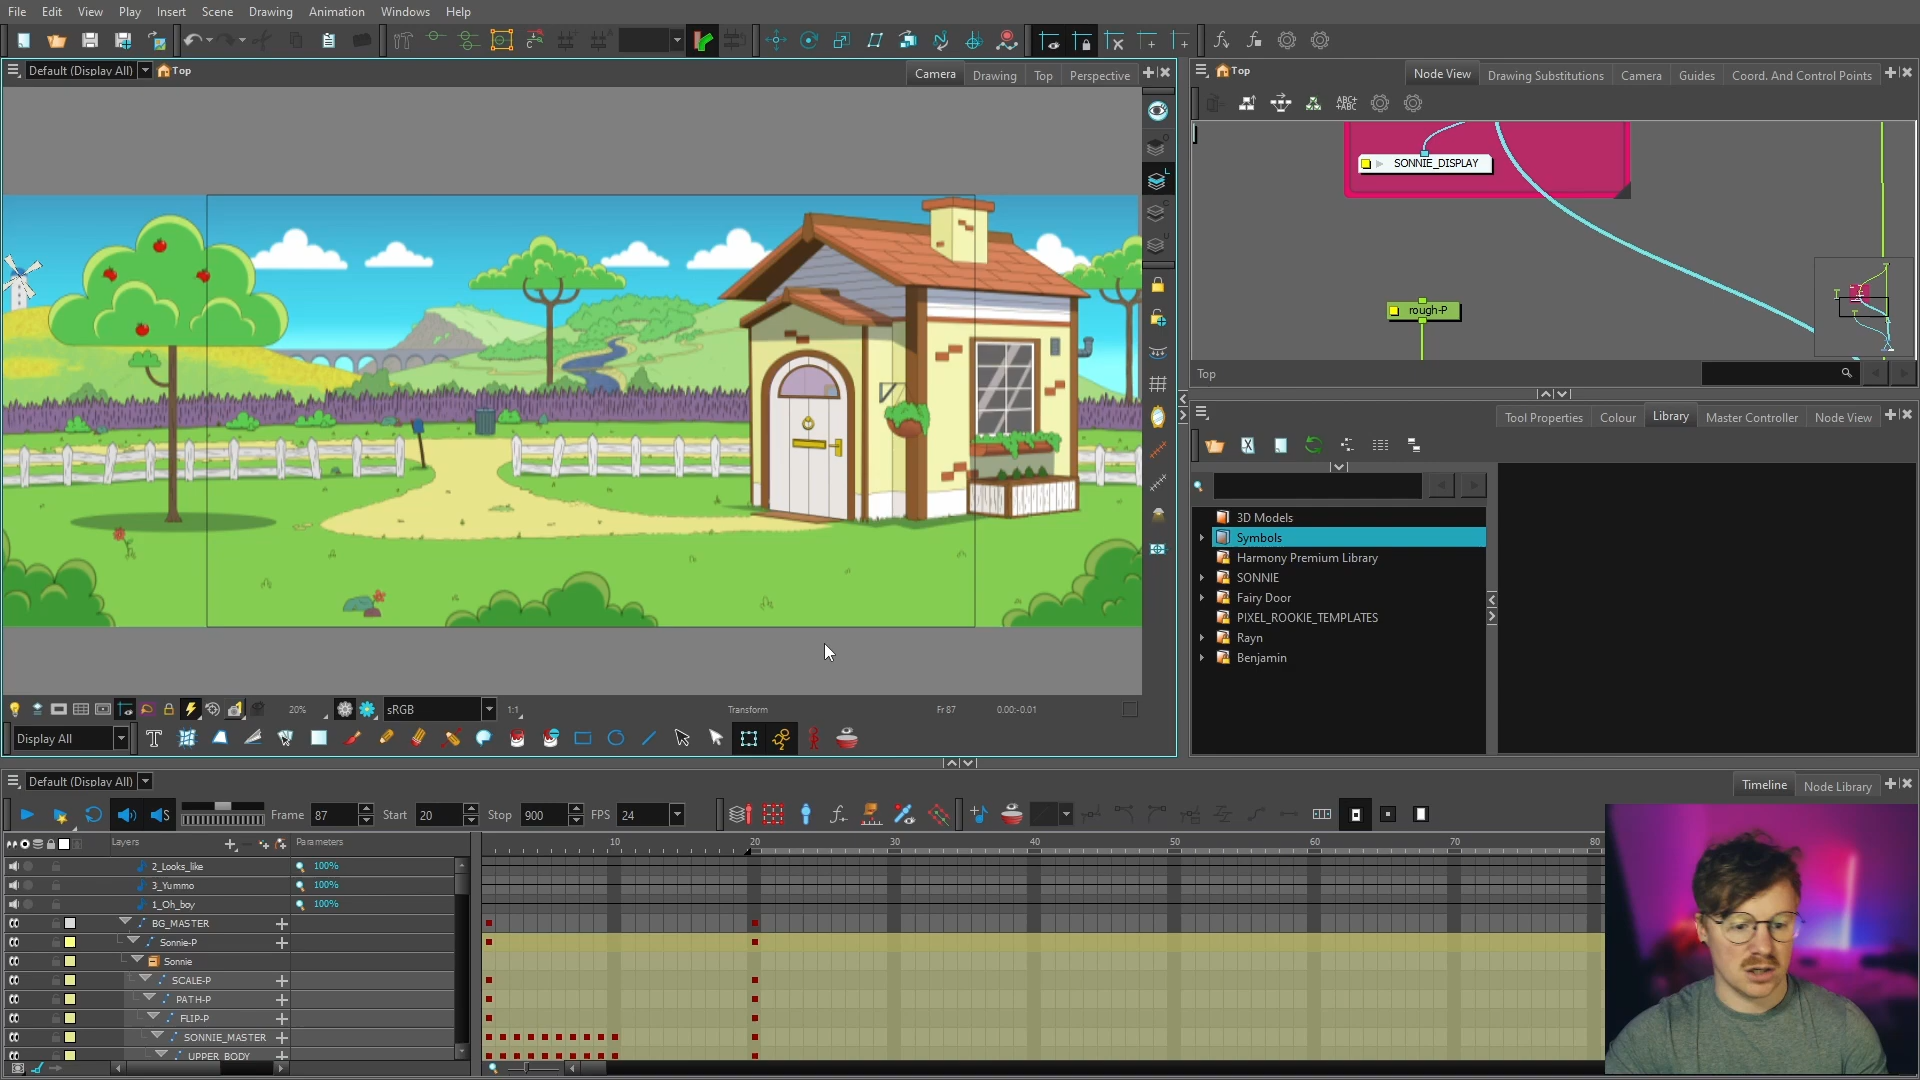 File Edit View Play Insert Scene Drawing Animation Windows Help
Default (Display All) Top Camera Drawing Top Perspective
Top Node View Drawing Substitutions Camera Guides Coord. And Control Points
ABC+
+ABC
SONNIE_DISPLAY
rough-P
Top
Tool Properties Colour Library Master Controller Node View
3D Models
Symbols
Harmony Premium Library
SONNIE
Fairy Door
PIXEL_ROOKIE_TEMPLATES
Rayn
Benjamin
20% sRGB 1:1 Transform Fr 87 0.00:-0.01
Display All
Default (Display All) Timeline Node Library
Frame 87 Start 20 Stop 900 FPS 24
Layers Parameters 10 20 30 40 50 60 70 80
2_Looks_like 100%
3_Yummo 100%
1_Oh_boy 100%
BG_MASTER
Sonnie-P
Sonnie
SCALE-P
PATH-P
FLIP-P
SONNIE_MASTER
UPPER_BODY